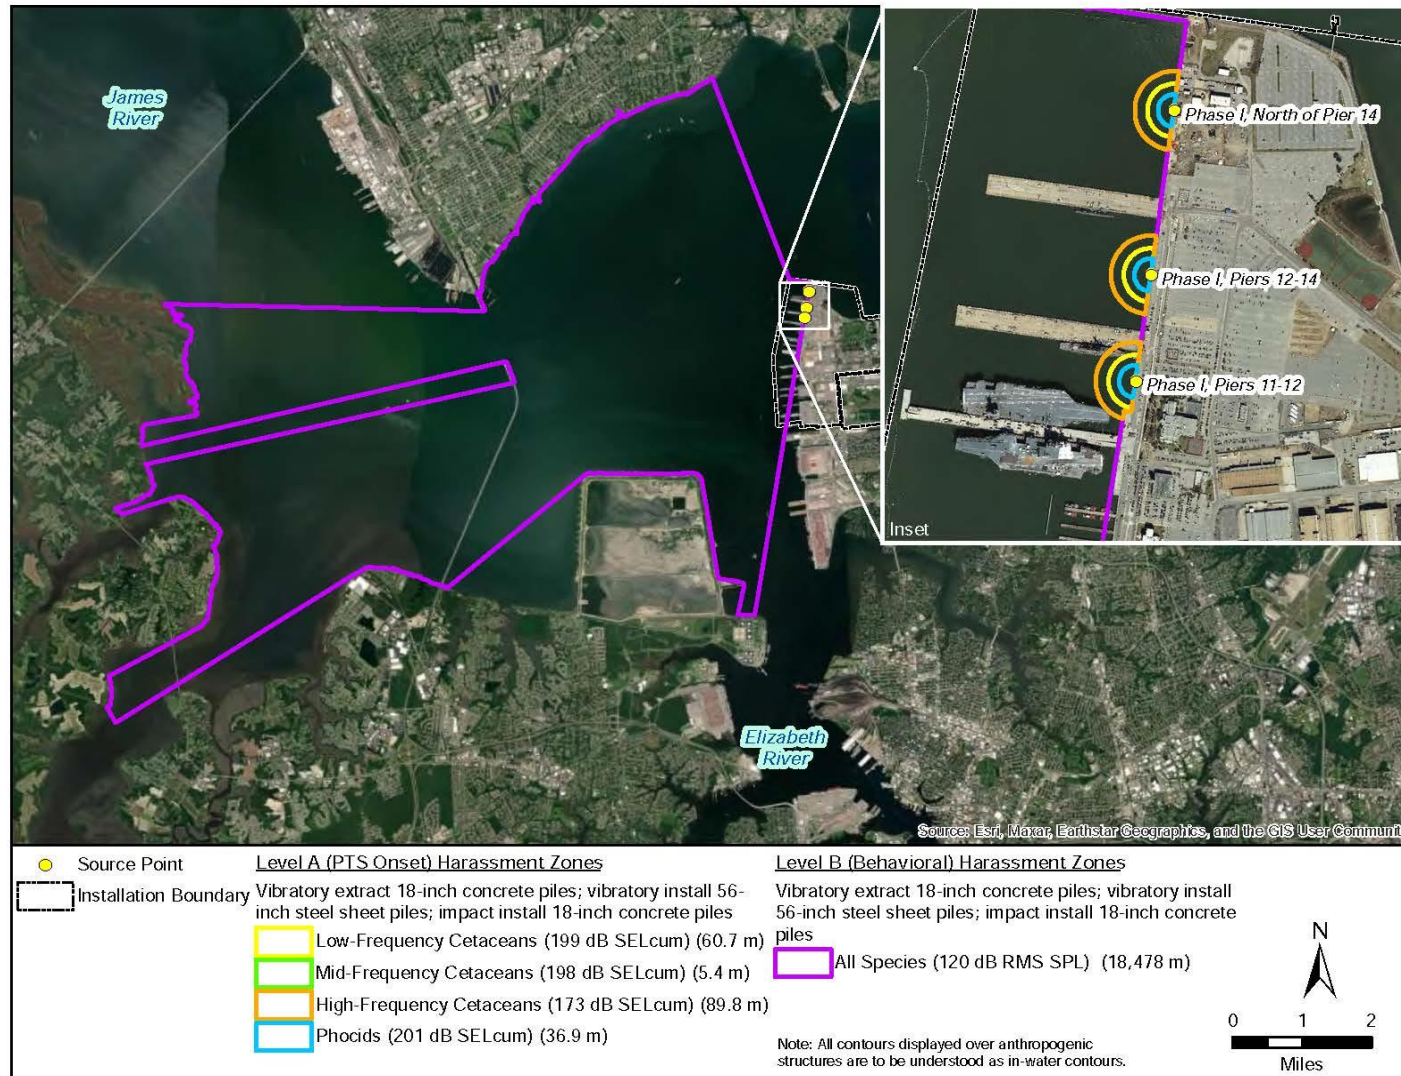 James
River
Phase I, North of Pier 14
Phase I, Piers 12-14
Phase I, Piers 11-12
Inset
Elizabeth
River
Source: Esri, Maxar, Earthstar Geographics, and the GIS User Communit
Source Point
Installation Boundary
Level A (PTS Onset) Harassment Zones
Vibratory extract 18-inch concrete piles; vibratory install 56-
inch steel sheet piles; impact install 18-inch concrete piles
Low-Frequency Cetaceans (199 dB SELcum) (60.7 m)
Mid-Frequency Cetaceans (198 dB SELcum) (5.4 m)
High-Frequency Cetaceans (173 dB SELcum) (89.8 m)
Phocids (201 dB SELcum) (36.9 m)
Level B (Behavioral) Harassment Zones
Vibratory extract 18-inch concrete piles; vibratory install
56-inch steel sheet piles; impact install 18-inch concrete
piles
All Species (120 dB RMS SPL) (18,478 m)
Note: All contours displayed over anthropogenic
structures are to be understood as in-water contours.
N
0 1 2
Miles